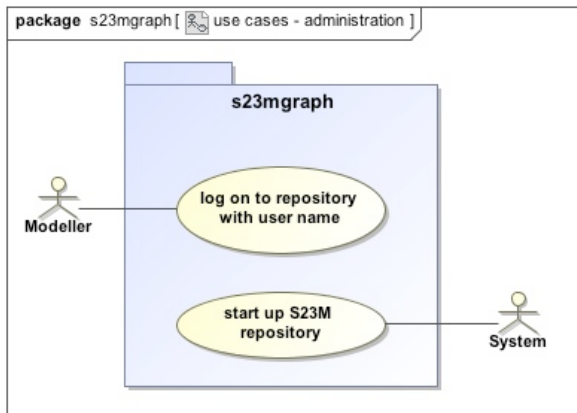 package s23mgraph [ use cases - administration ]
s23mgraph
log on to repository
with user name
Modeller
start up S23M
repository
System